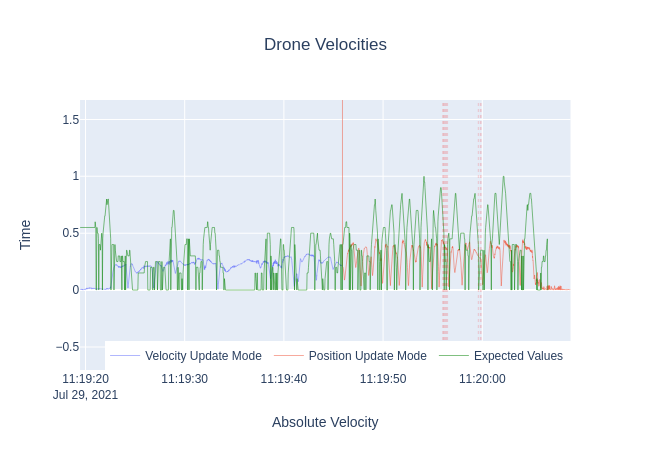 Drone Velocities
1.5
1
0.5
0
−0.5
Time
Velocity Update Mode Position Update Mode Expected Values
11:19:20 11:19:30 11:19:40 11:19:50 11:20:00
Jul 29, 2021
Absolute Velocity